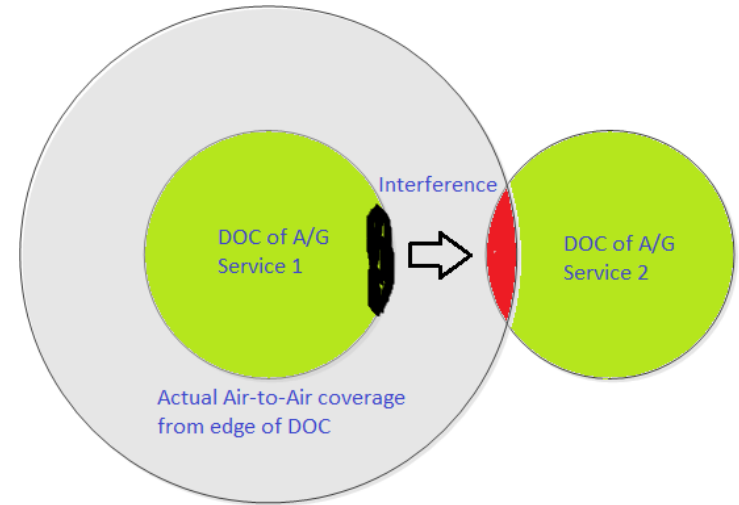 Interference
DOC of A/G
Service 1
DOC of A/G
Service 2
Actual Air-to-Air coverage
from edge of DOC